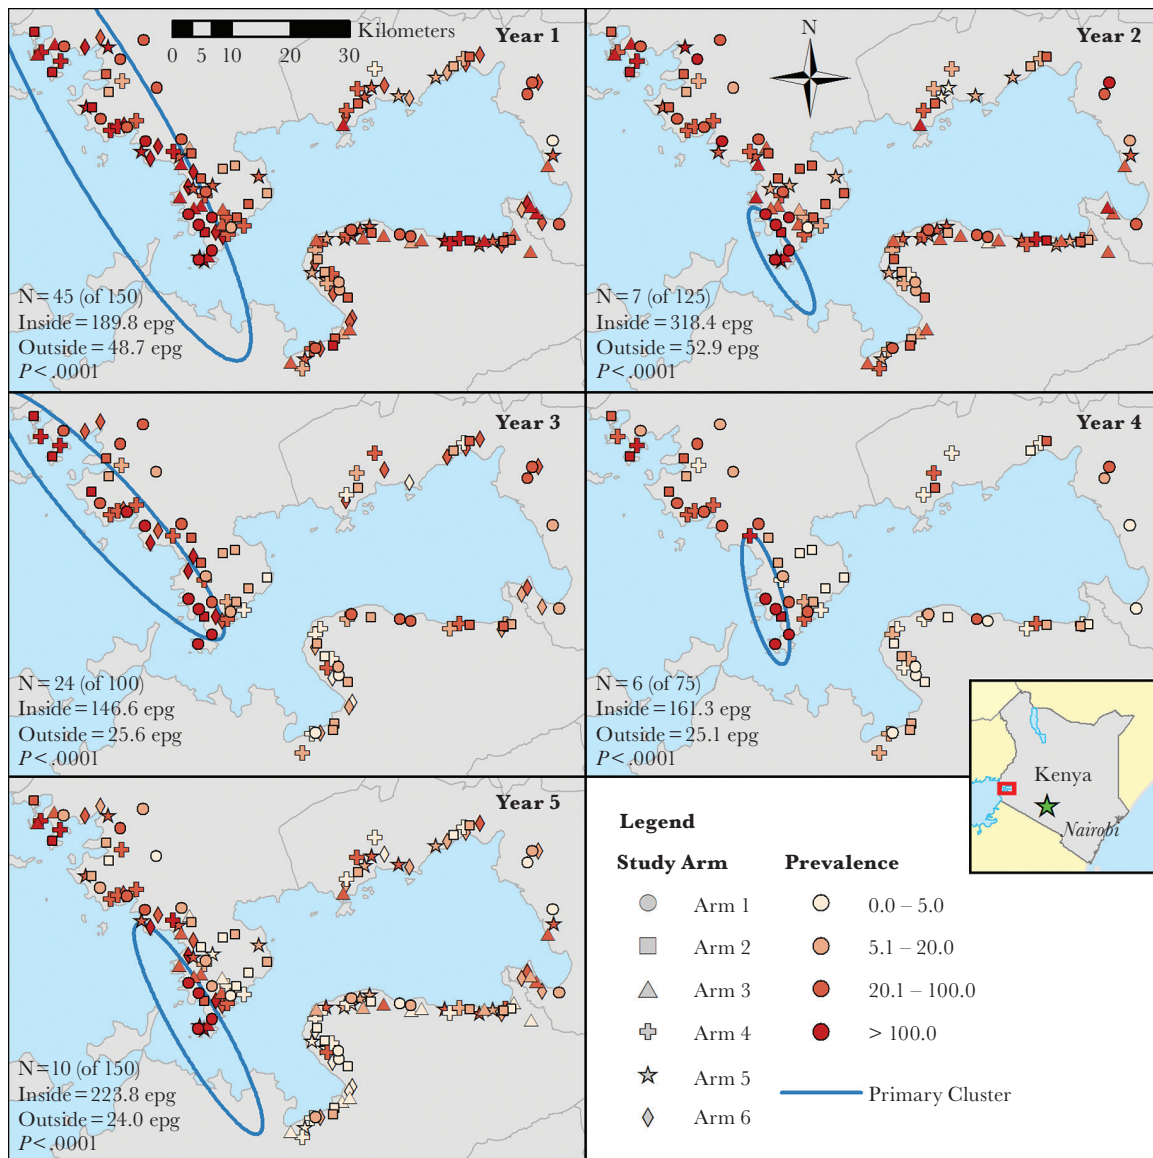 Kilometers
0 5 10 20 30
Year 1
N = 45 (of 150)
Inside = 189.8 epg
Outside = 48.7 epg
P < .0001
N
Year 2
N = 7 (of 125)
Inside = 318.4 epg
Outside = 52.9 epg
P < .0001
Year 3
N = 24 (of 100)
Inside = 146.6 epg
Outside = 25.6 epg
P < .0001
Year 4
N = 6 (of 75)
Inside = 161.3 epg
Outside = 25.1 epg
P < .0001
Kenya
Nairobi
Year 5
N = 10 (of 150)
Inside = 223.8 epg
Outside = 24.0 epg
P < .0001
Legend
Study Arm Prevalence
Arm 1 0.0 – 5.0
Arm 2 5.1 – 20.0
Arm 3 20.1 – 100.0
Arm 4 > 100.0
Arm 5
Primary Cluster
Arm 6